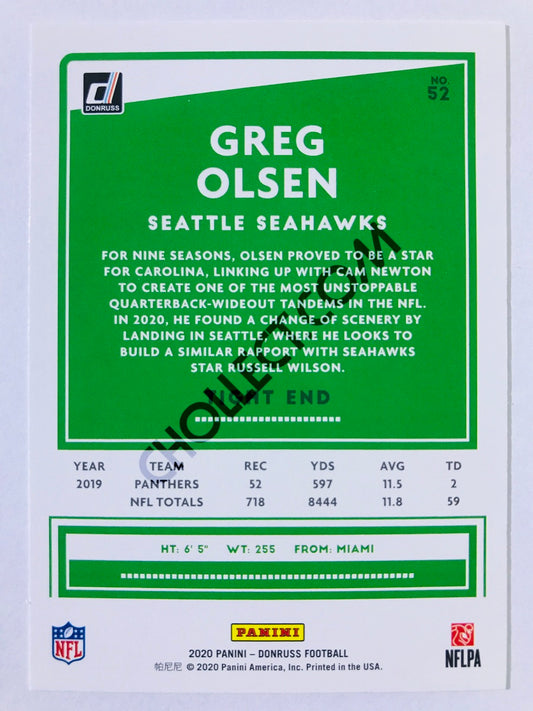 DONRUSS
NO.
52
GREG
OLSEN
SEATTLE SEAHAWKS
FOR NINE SEASONS, OLSEN PROVED TO BE A STAR
FOR CAROLINA, LINKING UP WITH CAM NEWTON
TO CREATE ONE OF THE MOST UNSTOPPABLE
QUARTERBACK-WIDEOUT TANDEMS IN THE NFL.
IN 2020, HE FOUND A CHANGE OF SCENERY BY
LANDING IN SEATTLE, WHERE HE LOOKS TO
BUILD A SIMILAR RAPPORT WITH SEAHAWKS
STAR RUSSELL WILSON.
TIGHT END
CHOLLECT.COM
YEAR TEAM REC YDS AVG TD
2019 PANTHERS 52 597 11.5 2
NFL TOTALS 718 8444 11.8 59
HT: 6' 5" WT: 255 FROM: MIAMI
NFL
PANINI
NFLPA
2020 PANINI – DONRUSS FOOTBALL
帕尼尼 © 2020 Panini America, Inc. Printed in the USA.